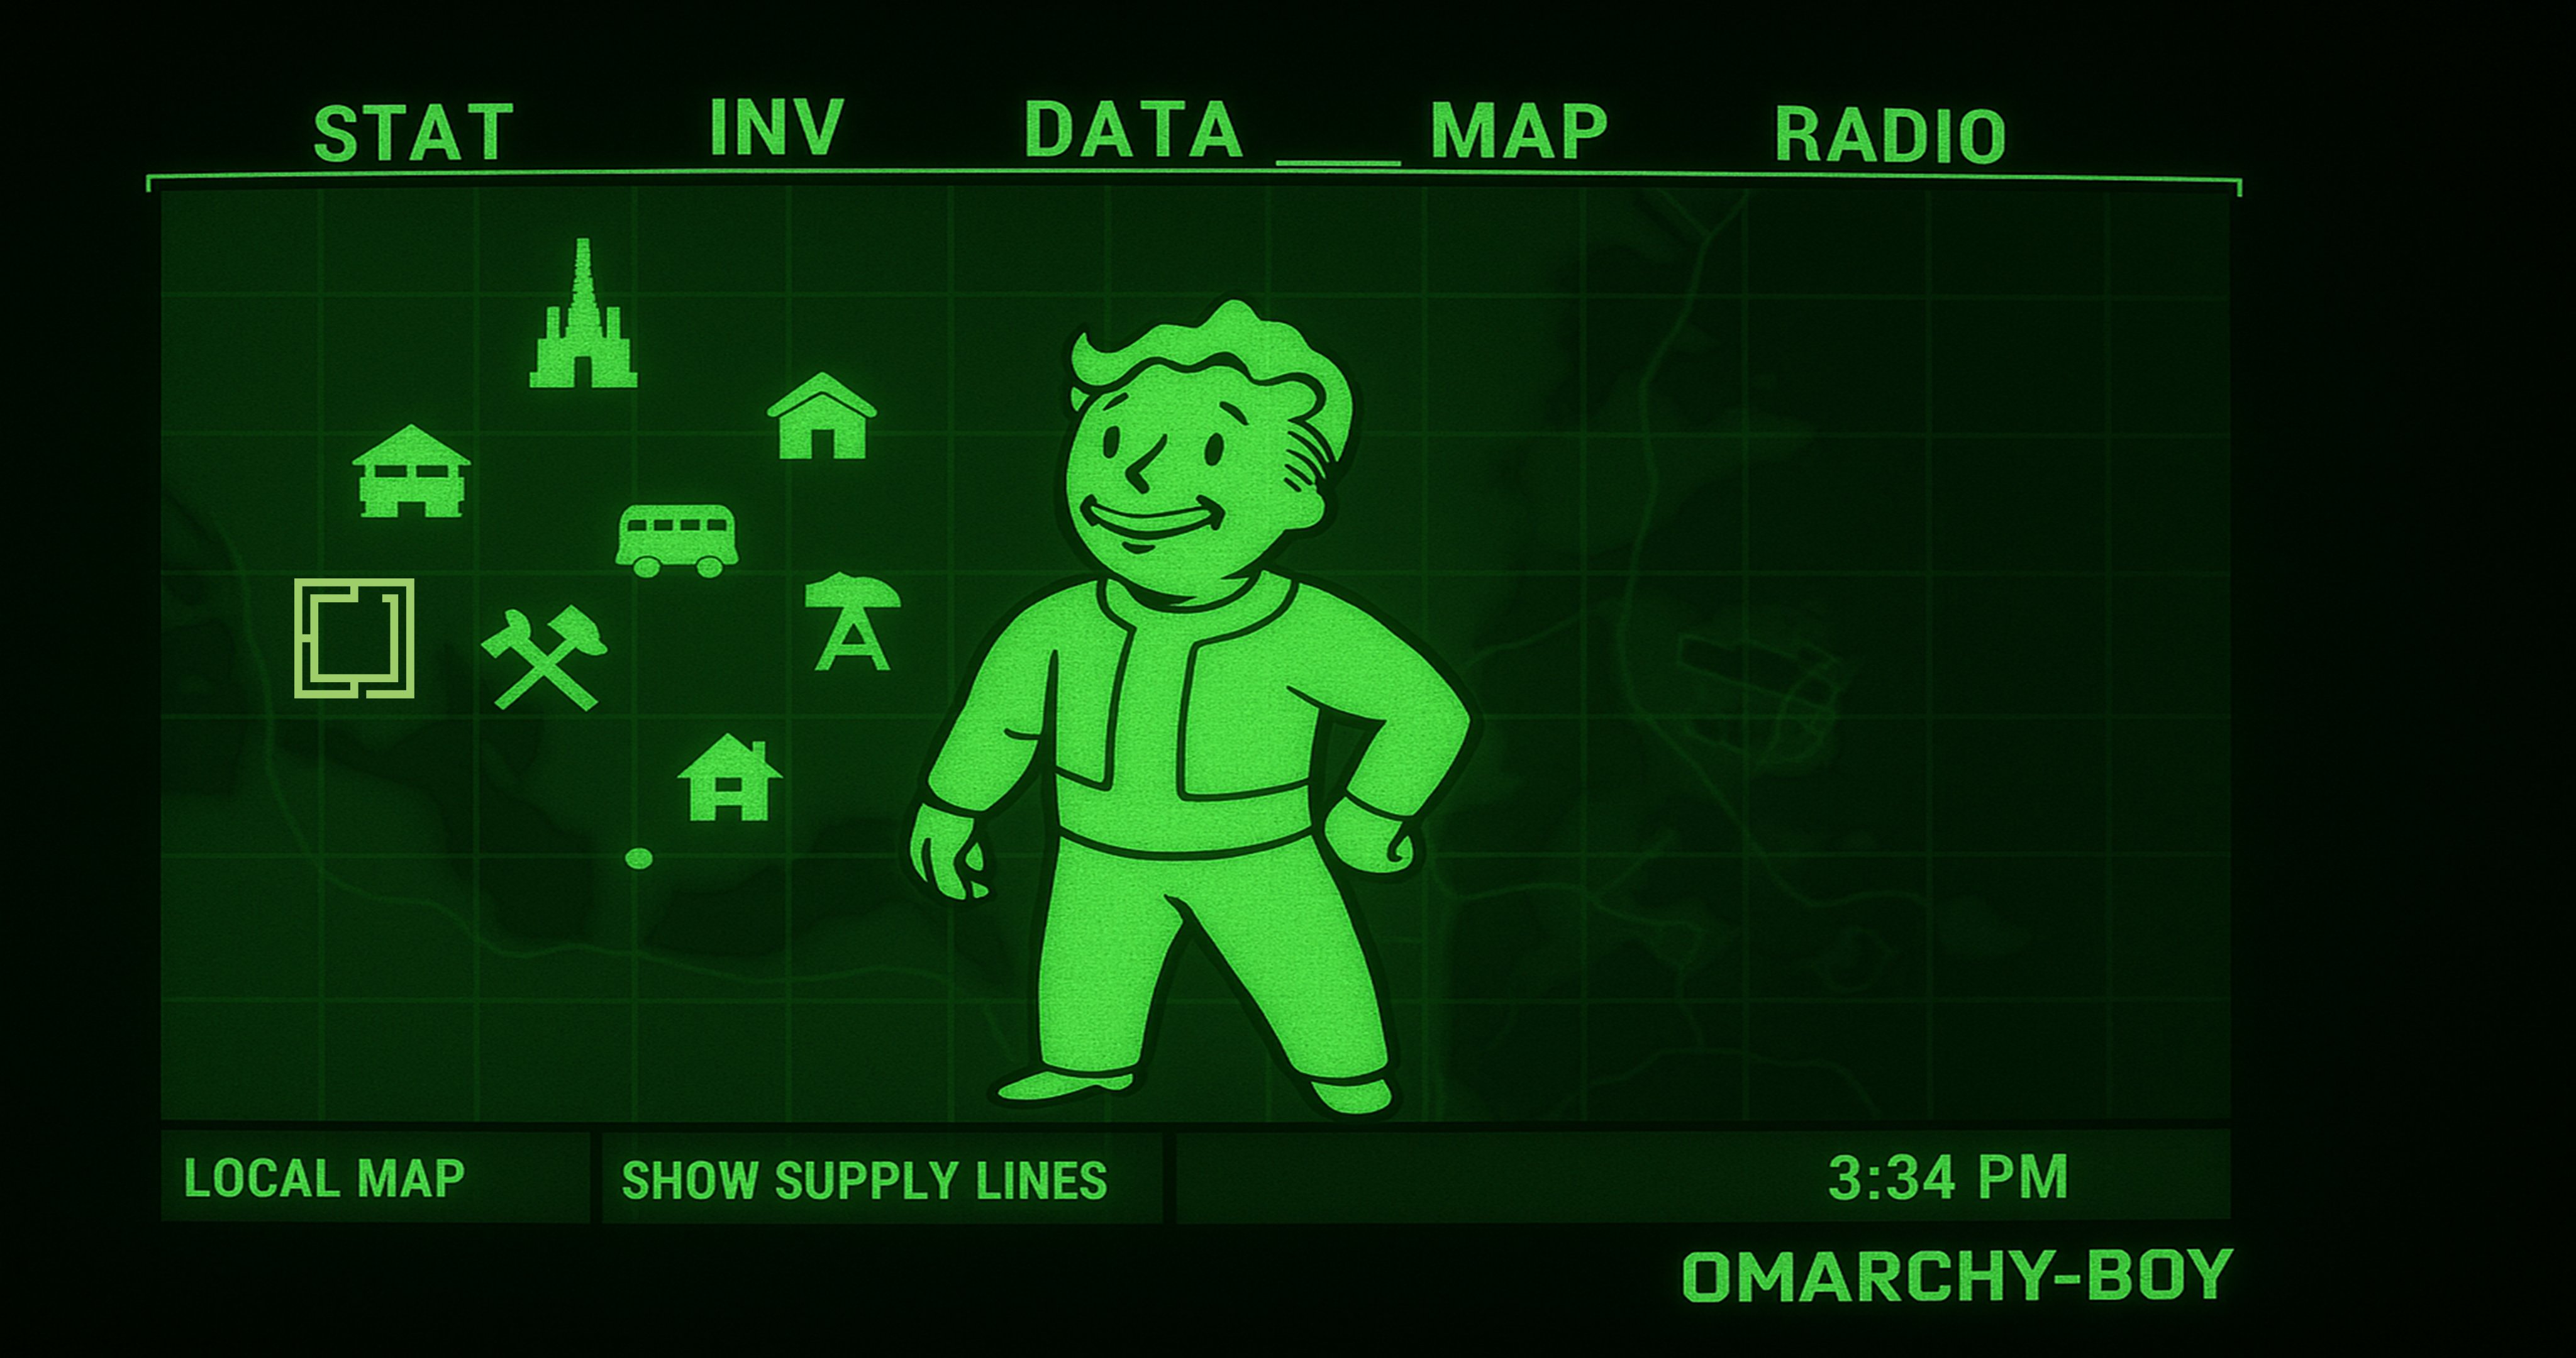 STAT INV DATA MAP RADIO
LOCAL MAP SHOW SUPPLY LINES 3:34 PM
OMARCHY-BOY